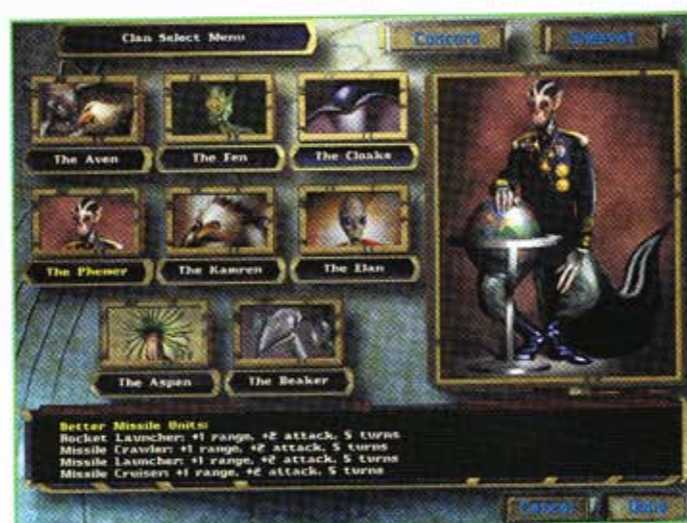 Clan Select Menu
Concord
The Aven
The Fen
The Cloaks
The Phemer
The Kamren
The Elan
The Aspen
The Beaker
Better Missile Units:
Rocket Launcher: +1 range, +2 attack, 5 turns
Missile Crawler: +1 range, +2 attack, 5 turns
Missile Launcher: +1 range, +2 attack, 5 turns
Missile Cruiser: +1 range, +2 attack, 5 turns
Cancel